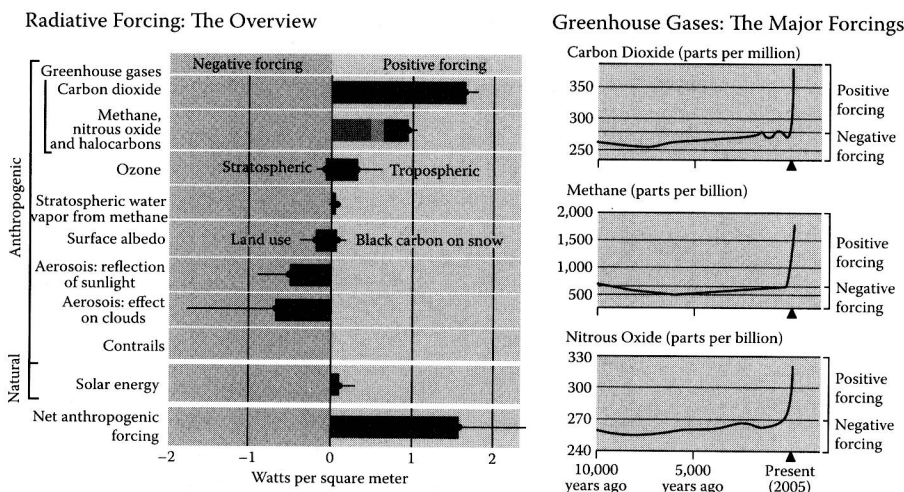 Radiative Forcing: The Overview
Negative forcing
Positive forcing
Anthropogenic
Greenhouse gases
Carbon dioxide
Methane,
nitrous oxide
and halocarbons
Ozone
Stratospheric
Tropospheric
Stratospheric water
vapor from methane
Surface albedo
Land use
Black carbon on snow
Aerosois: reflection
of sunlight
Aerosois: effect
on clouds
Contrails
Natural
Solar energy
Net anthropogenic
forcing
−2
−1
0
1
2
Watts per square meter
Greenhouse Gases: The Major Forcings
Carbon Dioxide (parts per million)
350
300
250
Positive
forcing
Negative
forcing
Methane (parts per billion)
2,000
1,500
1,000
500
Positive
forcing
Negative
forcing
Nitrous Oxide (parts per billion)
330
300
270
240
Positive
forcing
Negative
forcing
10,000
years ago
5,000
years ago
Present
(2005)